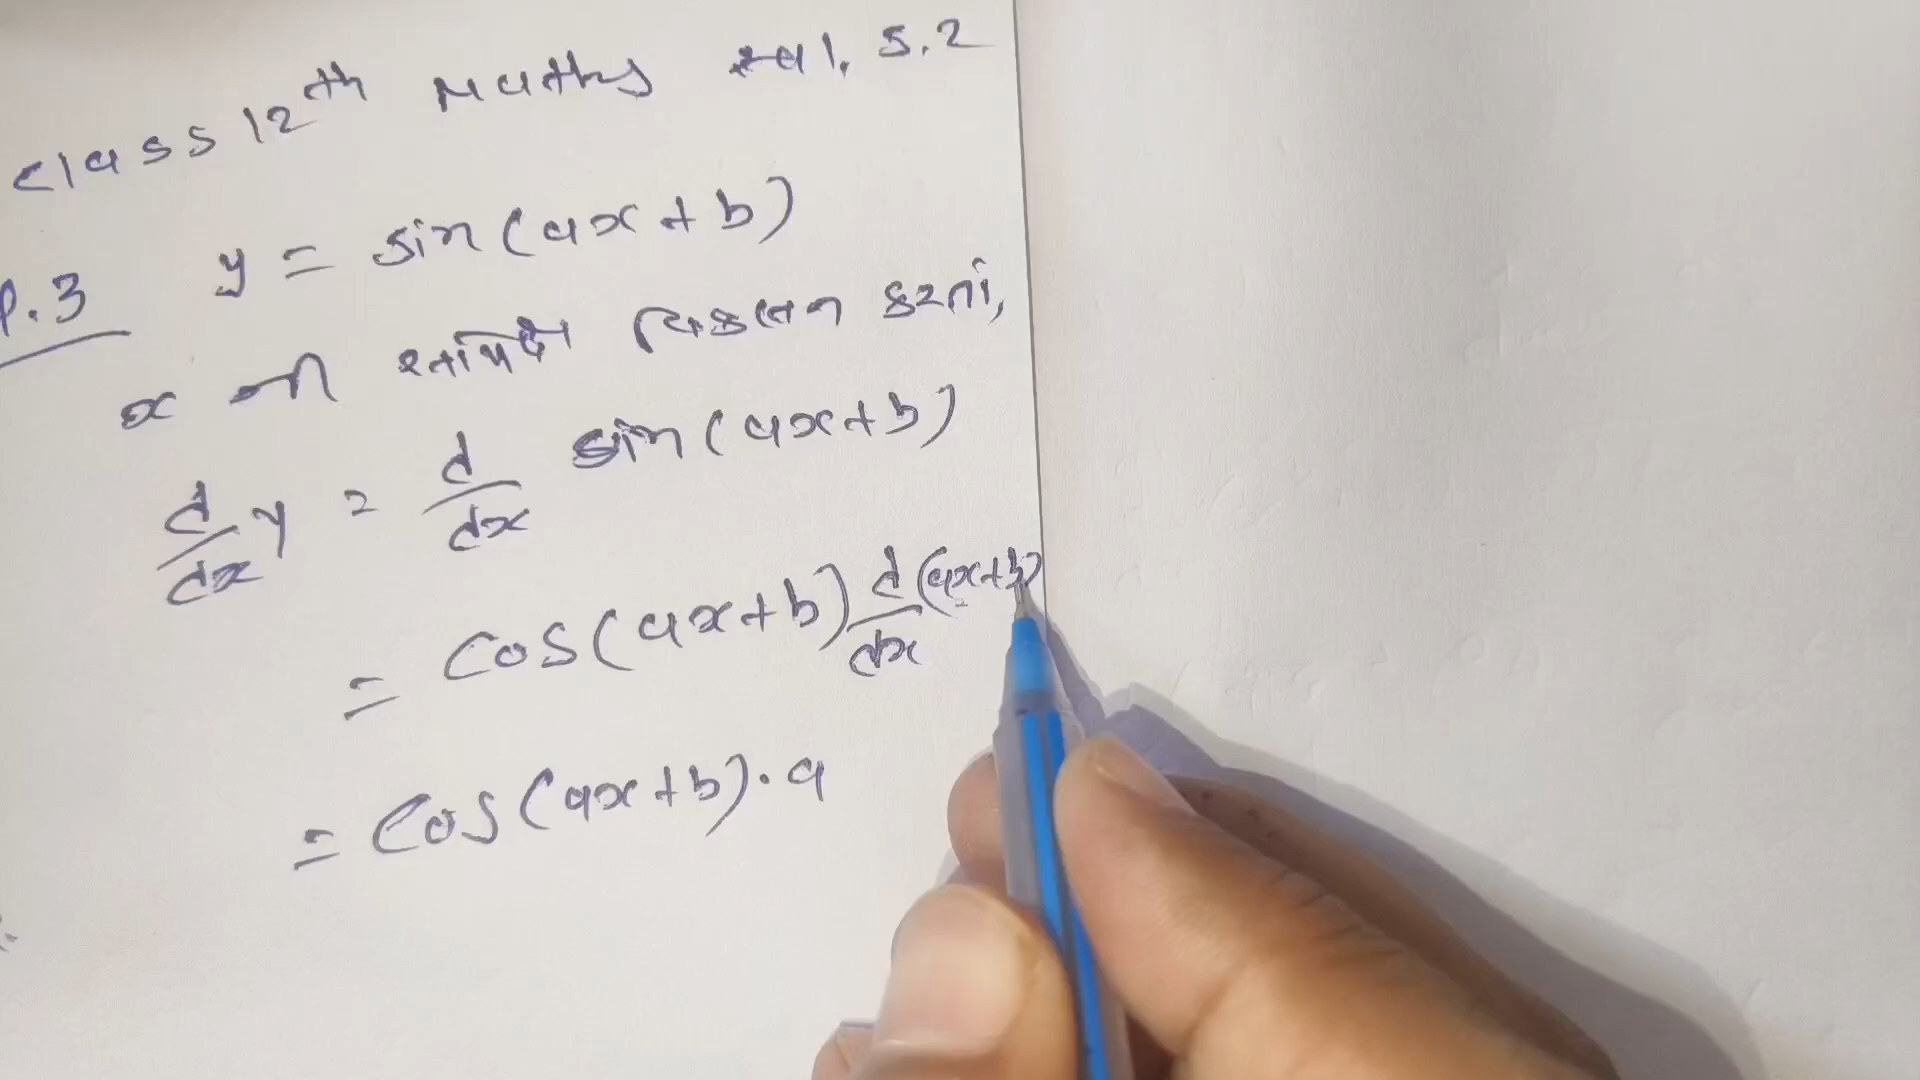 class 12th Maths સ્વા. 5.2
P.3 y = sin(ax+b)
x ની સાપેક્ષે વિકલન કરતાં,
d/dx y = d/dx sin(ax+b)
= cos(ax+b) d/dx (ax+b)
= cos(ax+b)·a